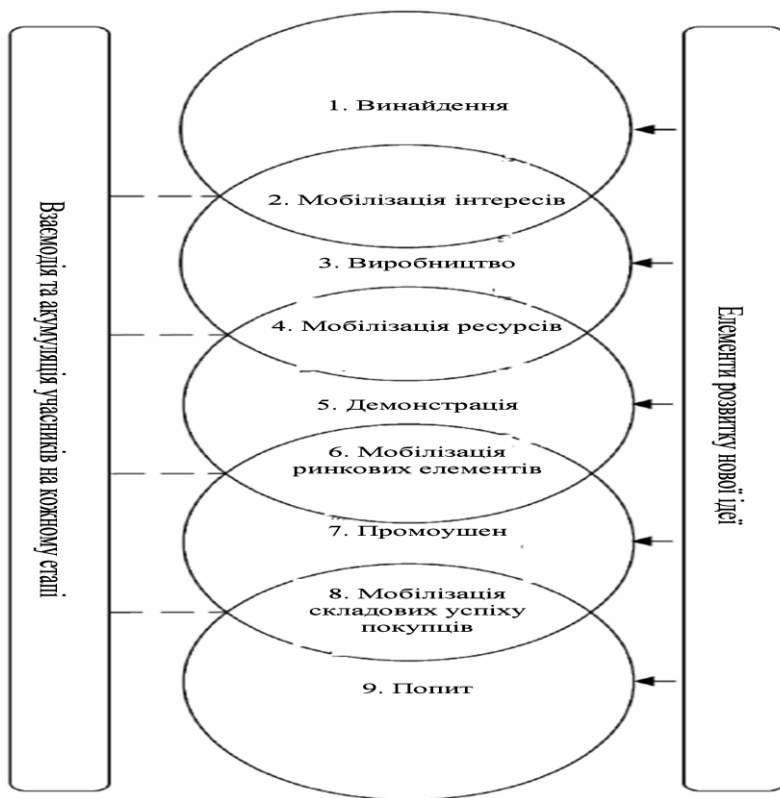 Взаємодія та акумуляція учасників на кожному етапі
1. Винайдення
2. Мобілізація інтересів
3. Виробництво
4. Мобілізація ресурсів
5. Демонстрація
6. Мобілізація
ринкових елементів
7. Промоушен
8. Мобілізація
складових успіху
покупців
9. Попит
Елементи розвитку нової ідеї